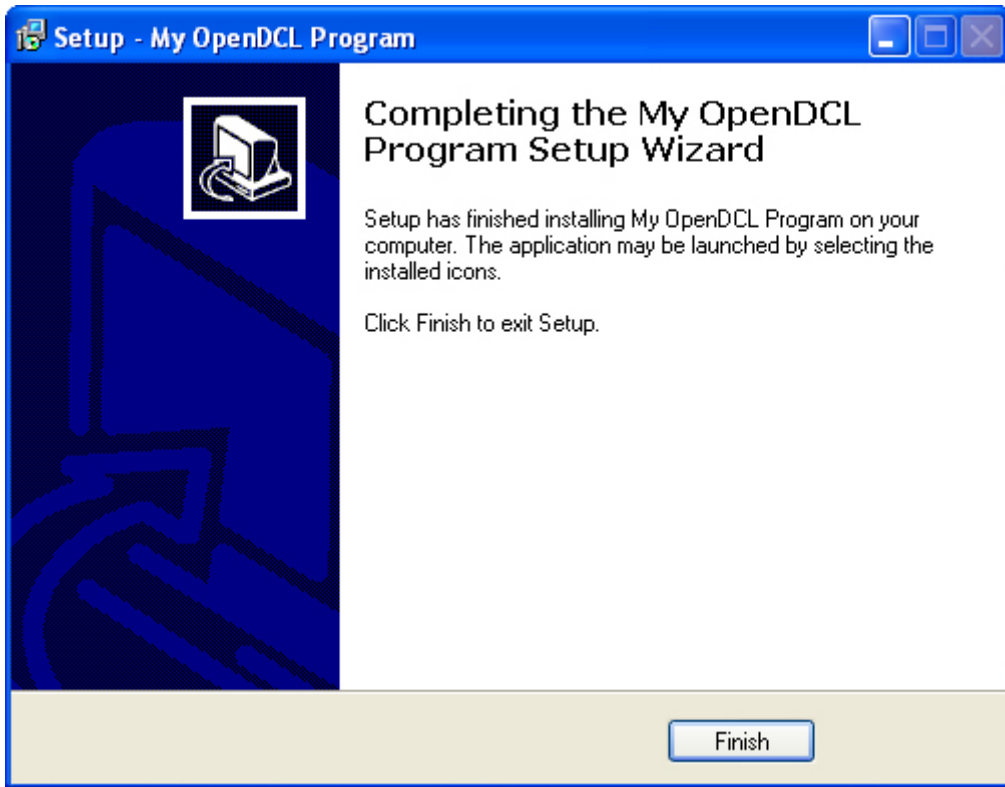 Setup - My OpenDCL Program
Completing the My OpenDCL
Program Setup Wizard
Setup has finished installing My OpenDCL Program on your
computer. The application may be launched by selecting the
installed icons.
Click Finish to exit Setup.
Finish